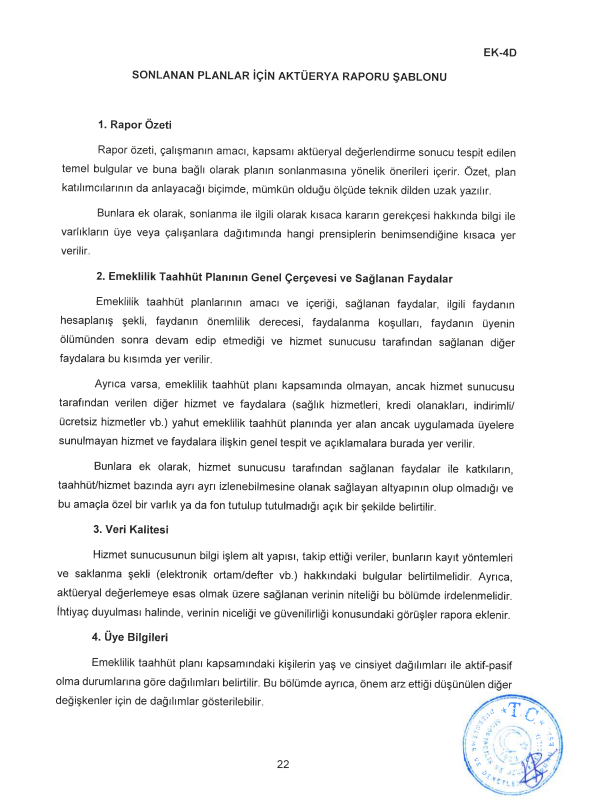 EK-4D
SONLANAN PLANLAR İÇİN AKTÜERYA RAPORU ŞABLONU
1. Rapor Özeti
Rapor özeti, çalışmanın amacı, kapsamı aktüeryal değerlendirme sonucu tespit edilen
temel bulgular ve buna bağlı olarak planın sonlanmasına yönelik önerileri içerir. Özet, plan
katılımcılarının da anlayacağı biçimde, mümkün olduğu ölçüde teknik dilden uzak yazılır.
Bunlara ek olarak, sonlanma ile ilgili olarak kısaca kararın gerekçesi hakkında bilgi ile
varlıkların üye veya çalışanlara dağıtımında hangi prensiplerin benimsendiğine kısaca yer
verilir.
2. Emeklilik Taahhüt Planının Genel Çerçevesi ve Sağlanan Faydalar
Emeklilik taahhüt planlarının amacı ve içeriği, sağlanan faydalar, ilgili faydanın
hesaplanış şekli, faydanın önemlilik derecesi, faydalanma koşulları, faydanın üyenin
ölümünden sonra devam edip etmediği ve hizmet sunucusu tarafından sağlanan diğer
faydalara bu kısımda yer verilir.
Ayrıca varsa, emeklilik taahhüt planı kapsamında olmayan, ancak hizmet sunucusu
tarafından verilen diğer hizmet ve faydalara (sağlık hizmetleri, kredi olanakları, indirimli/
ücretsiz hizmetler vb.) yahut emeklilik taahhüt planında yer alan ancak uygulamada üyelere
sunulmayan hizmet ve faydalara ilişkin genel tespit ve açıklamalara burada yer verilir.
Bunlara ek olarak, hizmet sunucusu tarafından sağlanan faydalar ile katkıların,
taahhüt/hizmet bazında ayrı ayrı izlenebilmesine olanak sağlayan altyapının olup olmadığı ve
bu amaçla özel bir varlık ya da fon tutulup tutulmadığı açık bir şekilde belirtilir.
3. Veri Kalitesi
Hizmet sunucusunun bilgi işlem alt yapısı, takip ettiği veriler, bunların kayıt yöntemleri
ve saklanma şekli (elektronik ortam/defter vb.) hakkındaki bulgular belirtilmelidir. Ayrıca,
aktüeryal değerlemeye esas olmak üzere sağlanan verinin niteliği bu bölümde irdelenmelidir.
İhtiyaç duyulması halinde, verinin niceliği ve güvenilirliği konusundaki görüşler rapora eklenir.
4. Üye Bilgileri
Emeklilik taahhüt planı kapsamındaki kişilerin yaş ve cinsiyet dağılımları ile aktif-pasif
olma durumlarına göre dağılımları belirtilir. Bu bölümde ayrıca, önem arz ettiği düşünülen diğer
değişkenler için de dağılımlar gösterilebilir.
T.C.
22